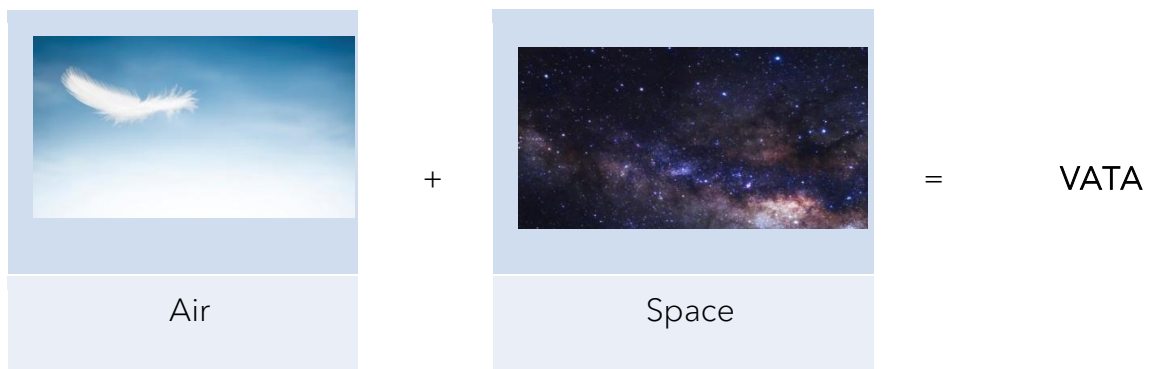 +
=
VATA
Air
Space